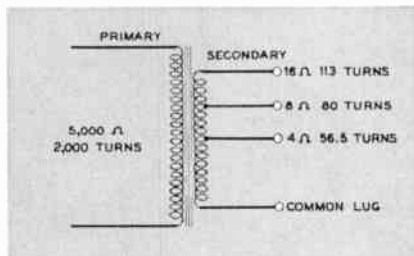 PRIMARY
SECONDARY
16 Ω 113 TURNS
8 Ω 80 TURNS
4 Ω 56.5 TURNS
5,000 Ω
2,000 TURNS
COMMON LUG